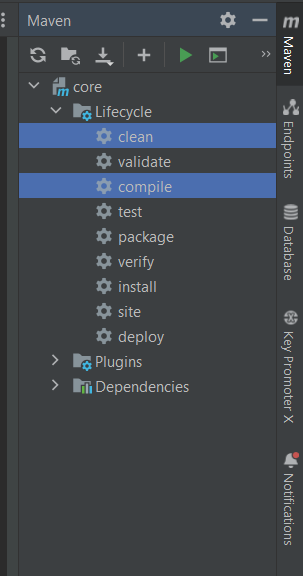 Maven
core
Lifecycle
clean
validate
compile
test
package
verify
install
site
deploy
Plugins
Dependencies
Maven
Endpoints
Database
Key Promoter X
Notifications